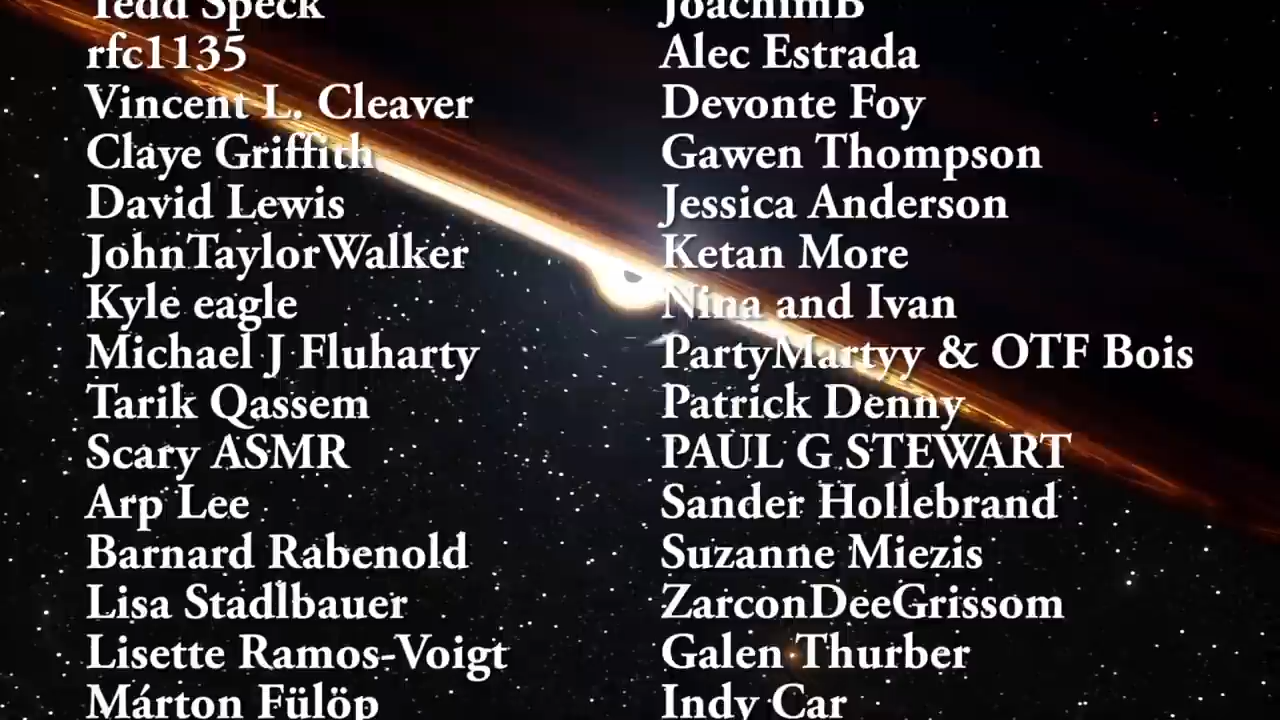 Tedd Speck
rfc1135
Vincent L. Cleaver
Claye Griffith
David Lewis
JohnTaylorWalker
Kyle eagle
Michael J Fluharty
Tarik Qassem
Scary ASMR
Arp Lee
Barnard Rabenold
Lisa Stadlbauer
Lisette Ramos-Voigt
Márton Fülöp
JoachimB
Alec Estrada
Devonte Foy
Gawen Thompson
Jessica Anderson
Ketan More
Nina and Ivan
PartyMartyy & OTF Bois
Patrick Denny
PAUL G STEWART
Sander Hollebrand
Suzanne Miezis
ZarconDeeGrissom
Galen Thurber
Indy Car